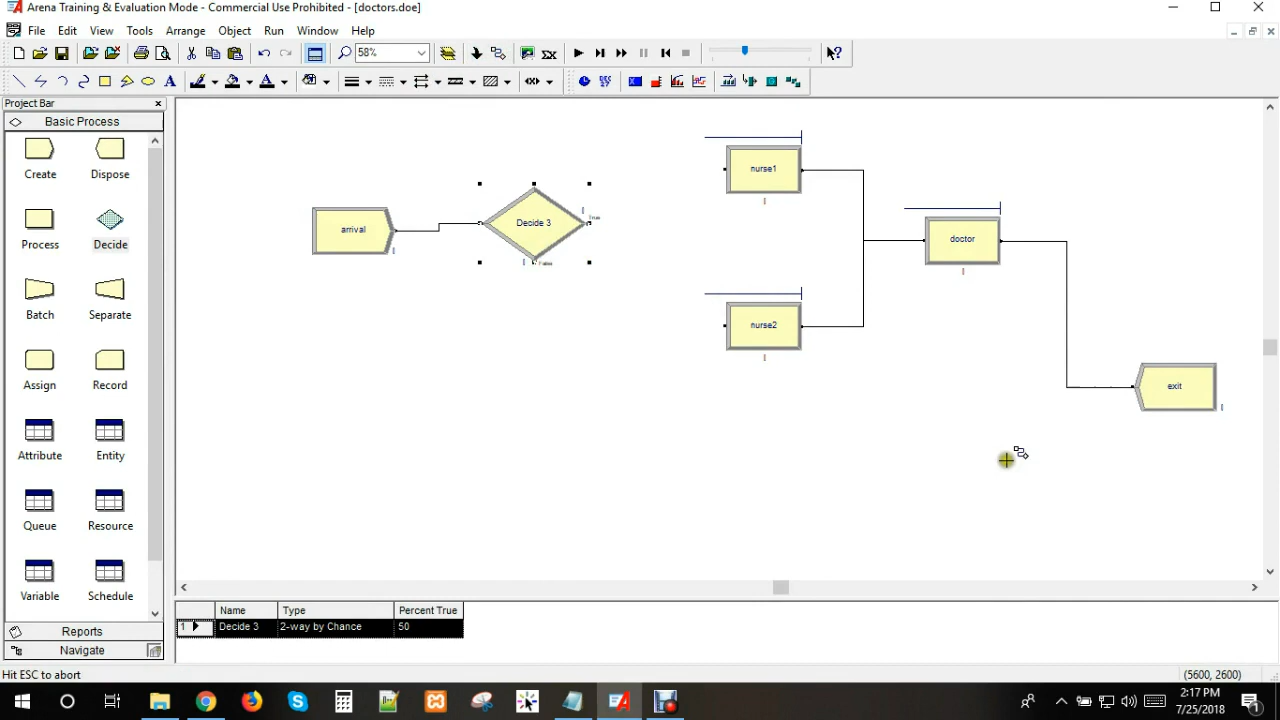 Arena Training & Evaluation Mode - Commercial Use Prohibited - [doctors.doe]
File Edit View Tools Arrange Object Run Window Help
58%
Project Bar
Basic Process
Create Dispose
Process Decide
Batch Separate
Assign Record
Attribute Entity
Queue Resource
Variable Schedule
Reports
Navigate
arrival
Decide 3
True
False
nurse1
nurse2
doctor
exit
Name Type Percent True
1 Decide 3 2-way by Chance 50
Hit ESC to abort
(5600, 2600)
2:17 PM
7/25/2018